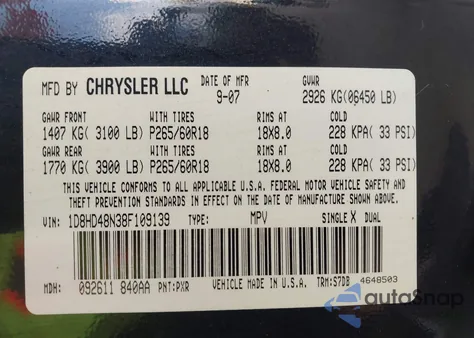 MFD BY CHRYSLER LLC DATE OF MFR GVWR
9-07 2926 KG(06450 LB)
GAWR FRONT WITH TIRES RIMS AT COLD
1407 KG( 3100 LB) P265/60R18 18X8.0 228 KPA( 33 PSI)
GAWR REAR WITH TIRES RIMS AT COLD
1770 KG( 3900 LB) P265/60R18 18X8.0 228 KPA( 33 PSI)
THIS VEHICLE CONFORMS TO ALL APPLICABLE U.S.A. FEDERAL MOTOR VEHICLE SAFETY AND
THEFT PREVENTION STANDARDS IN EFFECT ON THE DATE OF MANUFACTURE SHOWN ABOVE.
VIN: 1D8HD48N38F109139 TYPE: MPV SINGLE X DUAL
MDH: 092611 840AA PNT:PXR VEHICLE MADE IN U.S.A. TRM:S7DB 4648503
autoSnap